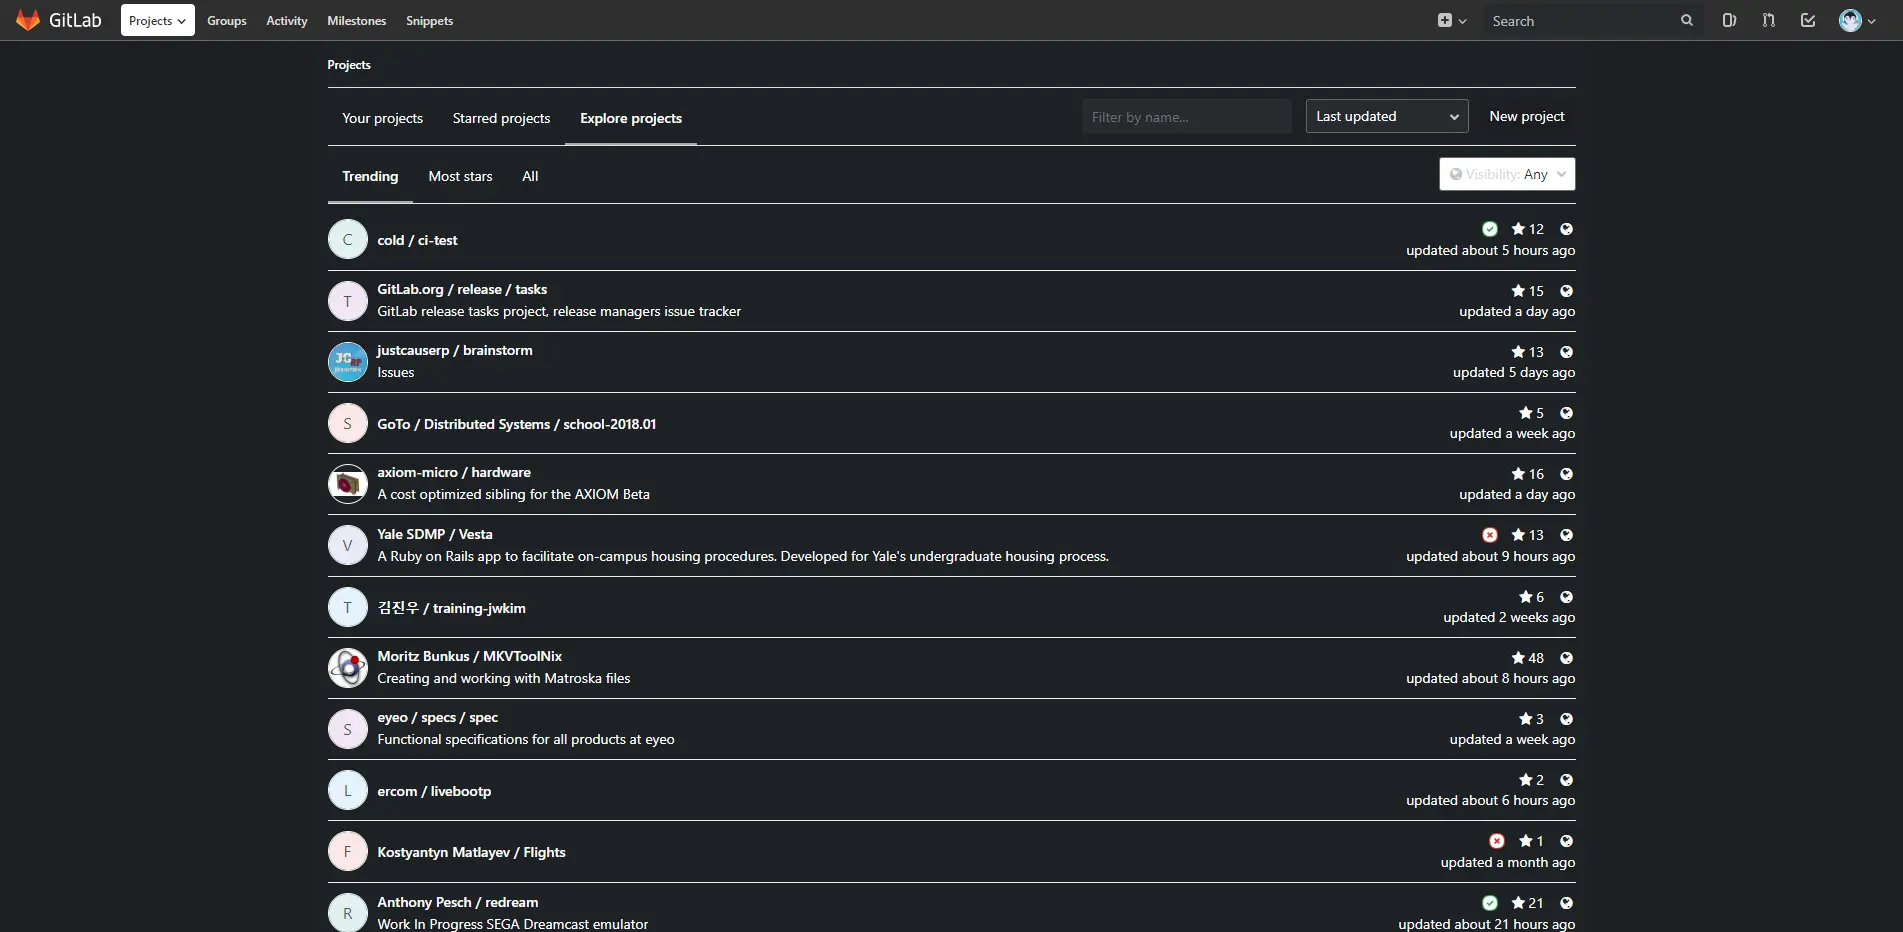 GitLab Projects Groups Activity Milestones Snippets Search
Projects
Your projects Starred projects Explore projects Filter by name... Last updated New project
Trending Most stars All Visibility: Any
C cold / ci-test 12
updated about 5 hours ago
T GitLab.org / release / tasks 15
GitLab release tasks project, release managers issue tracker updated a day ago
justcauserp / brainstorm 13
Issues updated 5 days ago
S GoTo / Distributed Systems / school-2018.01 5
updated a week ago
axiom-micro / hardware 16
A cost optimized sibling for the AXIOM Beta updated a day ago
V Yale SDMP / Vesta 13
A Ruby on Rails app to facilitate on-campus housing procedures. Developed for Yale's undergraduate housing process. updated about 9 hours ago
T 김진우 / training-jwkim 6
updated 2 weeks ago
Moritz Bunkus / MKVToolNix 48
Creating and working with Matroska files updated about 8 hours ago
S eyeo / specs / spec 3
Functional specifications for all products at eyeo updated a week ago
L ercom / livebootp 2
updated about 6 hours ago
F Kostyantyn Matlayev / Flights 1
updated a month ago
R Anthony Pesch / redream 21
Work In Progress SEGA Dreamcast emulator updated about 21 hours ago